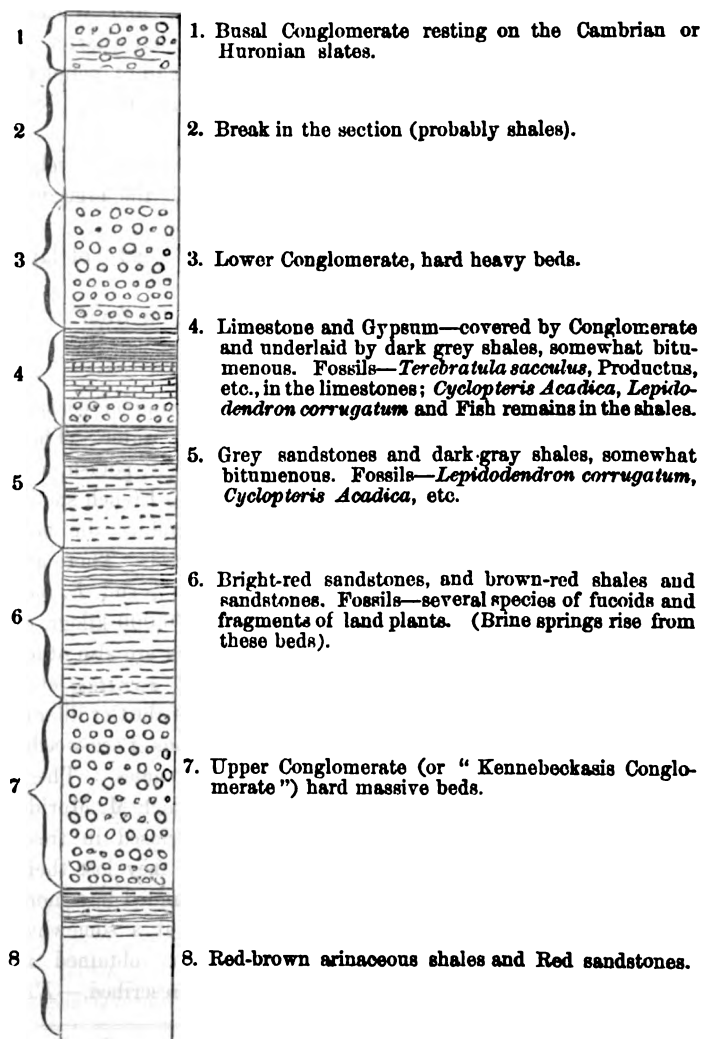 1
1. Basal Conglomerate resting on the Cambrian or
Huronian slates.
2
2. Break in the section (probably shales).
3
3. Lower Conglomerate, hard heavy beds.
4
4. Limestone and Gypsum—covered by Conglomerate
and underlaid by dark grey shales, somewhat bitu-
menous. Fossils—Terebratula sacculus, Productus,
etc., in the limestones; Cyclopteris Acadica, Lepido-
dendron corrugatum and Fish remains in the shales.
5
5. Grey sandstones and dark gray shales, somewhat
bitumenous. Fossils—Lepidodendron corrugatum,
Cyclopteris Acadica, etc.
6
6. Bright-red sandstones, and brown-red shales and
sandstones. Fossils—several species of fucoids and
fragments of land plants. (Brine springs rise from
these beds).
7
7. Upper Conglomerate (or “ Kennebeckasis Conglo-
merate ”) hard massive beds.
8
8. Red-brown arinaceous shales and Red sandstones.